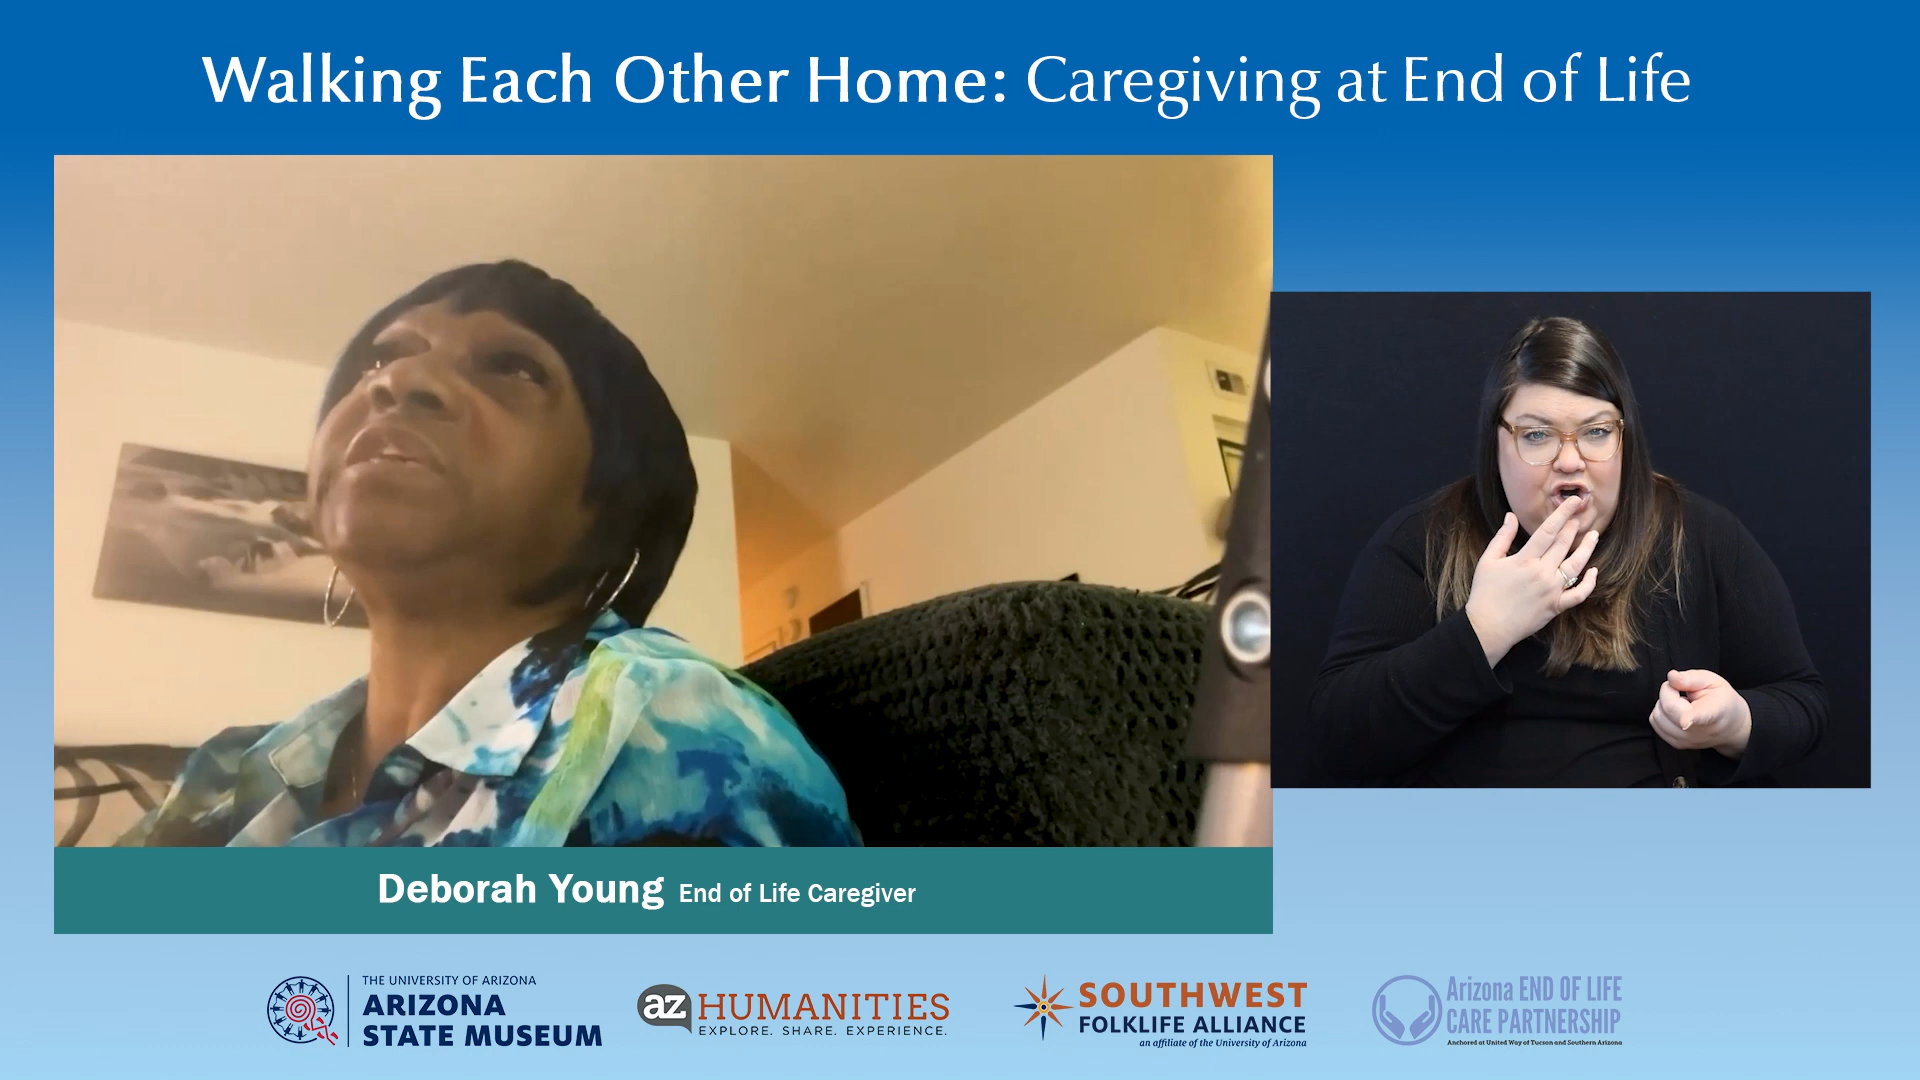 Walking Each Other Home: Caregiving at End of Life
Deborah Young End of Life Caregiver
THE UNIVERSITY OF ARIZONA
ARIZONA
STATE MUSEUM
az HUMANITIES
EXPLORE. SHARE. EXPERIENCE.
SOUTHWEST
FOLKLIFE ALLIANCE
an affiliate of the University of Arizona
Arizona END OF LIFE
CARE PARTNERSHIP
Anchored at United Way of Tucson and Southern Arizona